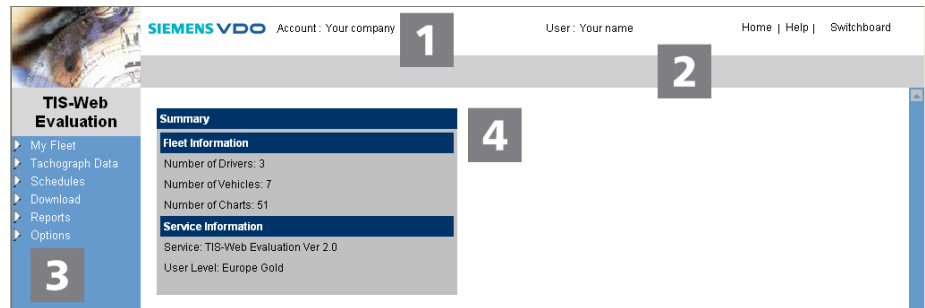 SIEMENS VDO Account : Your company 1 User : Your name Home | Help | Switchboard
2
TIS-Web
Evaluation
My Fleet
Tachograph Data
Schedules
Download
Reports
Options
3
Summary
4
Fleet Information
Number of Drivers: 3
Number of Vehicles: 7
Number of Charts: 51
Service Information
Service: TIS-Web Evaluation Ver 2.0
User Level: Europe Gold